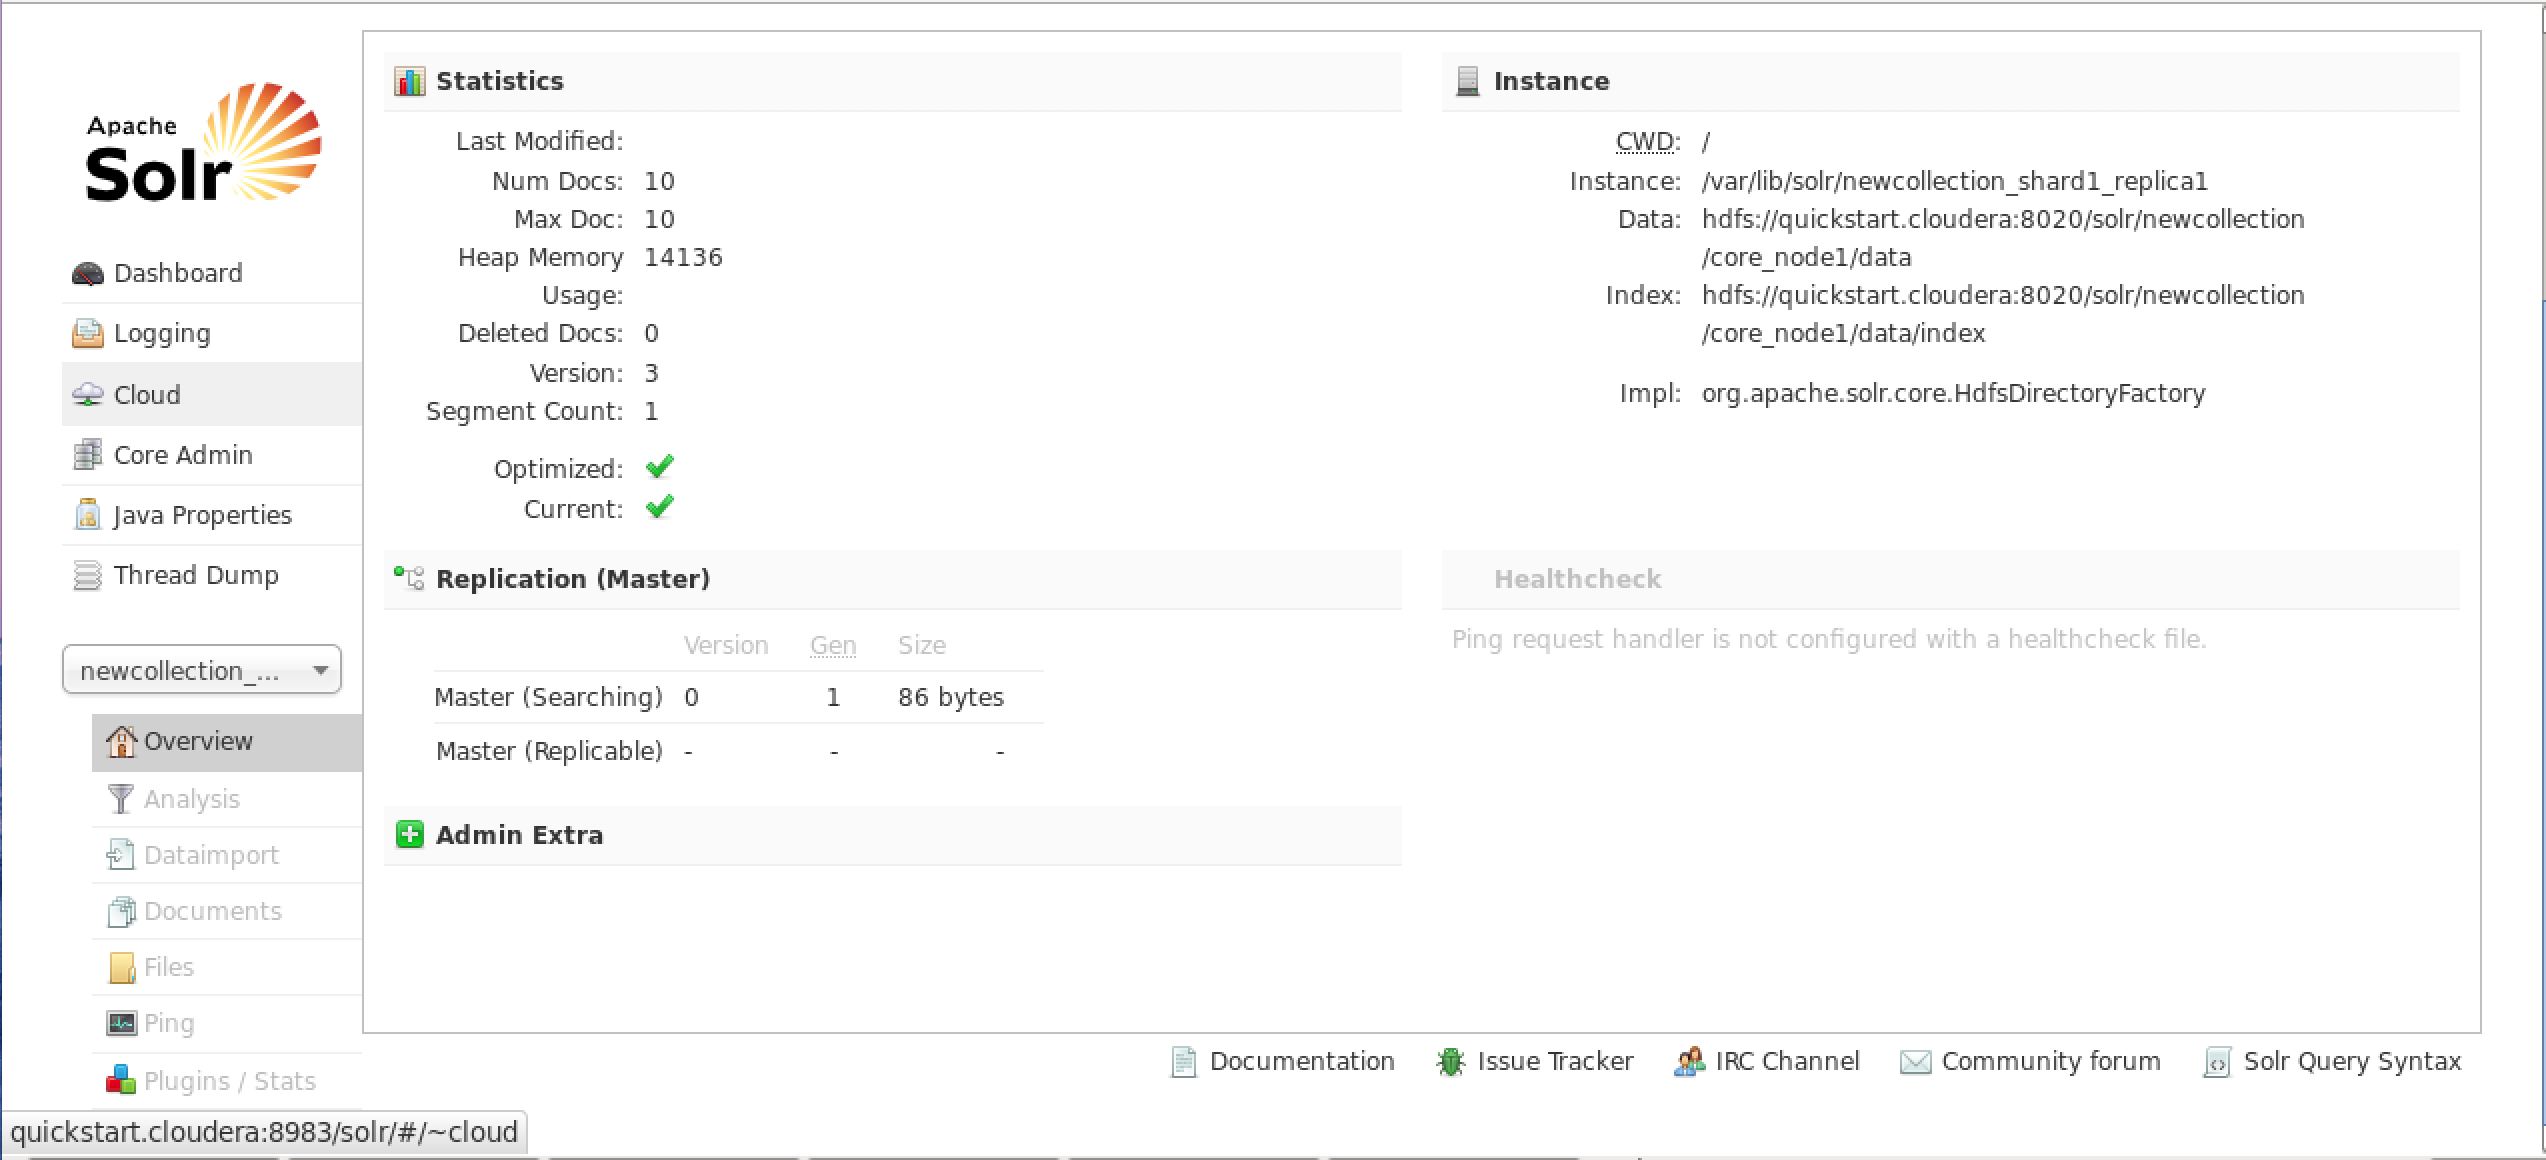 Apache
Solr
Dashboard
Logging
Cloud
Core Admin
Java Properties
Thread Dump
newcollection_...
Overview
Analysis
Dataimport
Documents
Files
Ping
Plugins / Stats
Statistics
Last Modified:
Num Docs: 10
Max Doc: 10
Heap Memory 14136
Usage:
Deleted Docs: 0
Version: 3
Segment Count: 1
Optimized:
Current:
Instance
CWD: /
Instance: /var/lib/solr/newcollection_shard1_replica1
Data: hdfs://quickstart.cloudera:8020/solr/newcollection
/core_node1/data
Index: hdfs://quickstart.cloudera:8020/solr/newcollection
/core_node1/data/index
Impl: org.apache.solr.core.HdfsDirectoryFactory
Replication (Master)
Version Gen Size
Master (Searching) 0 1 86 bytes
Master (Replicable) - - -
Healthcheck
Ping request handler is not configured with a healthcheck file.
Admin Extra
Documentation Issue Tracker IRC Channel Community forum Solr Query Syntax
quickstart.cloudera:8983/solr/#/~cloud